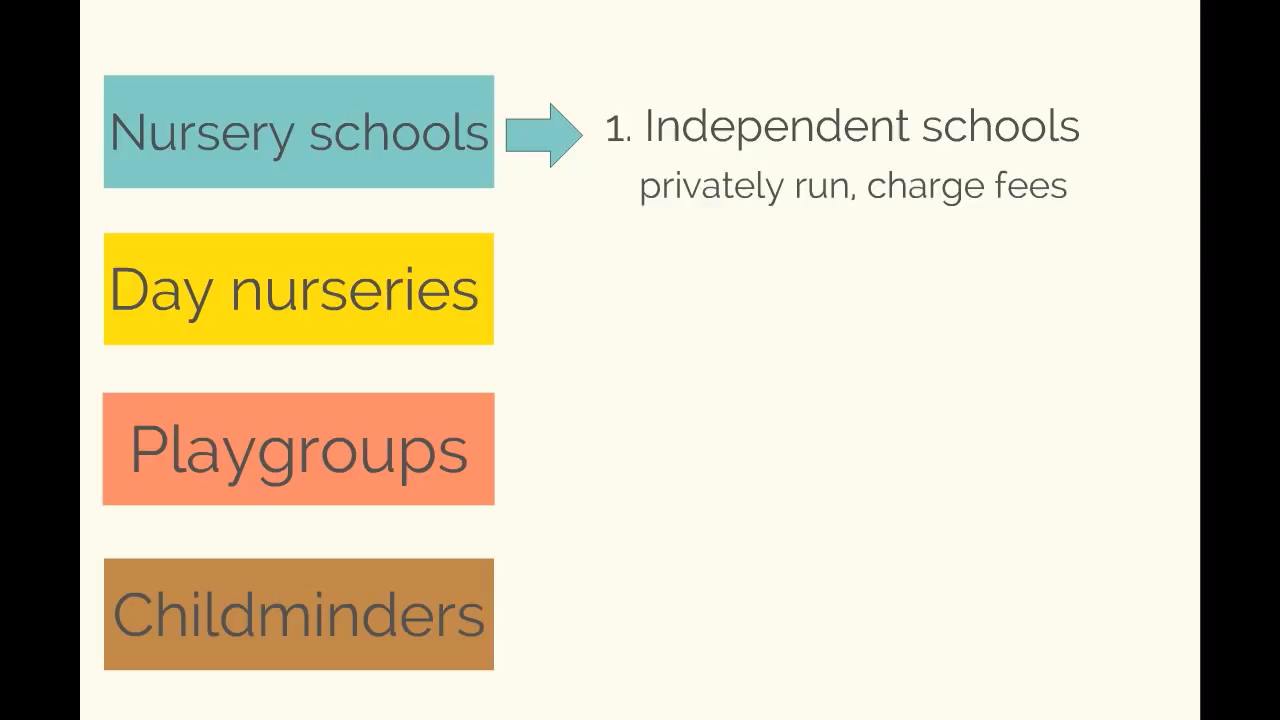 Nursery schools
1. Independent schools
privately run, charge fees
Day nurseries
Playgroups
Childminders